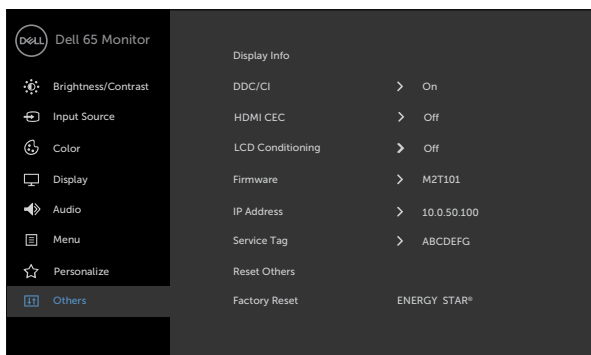 DELL Dell 65 Monitor
Brightness/Contrast
Input Source
Color
Display
Audio
Menu
Personalize
Others
Display Info
DDC/CI > On
HDMI CEC > Off
LCD Conditioning > Off
Firmware > M2T101
IP Address > 10.0.50.100
Service Tag > ABCDEFG
Reset Others
Factory Reset ENERGY STAR®